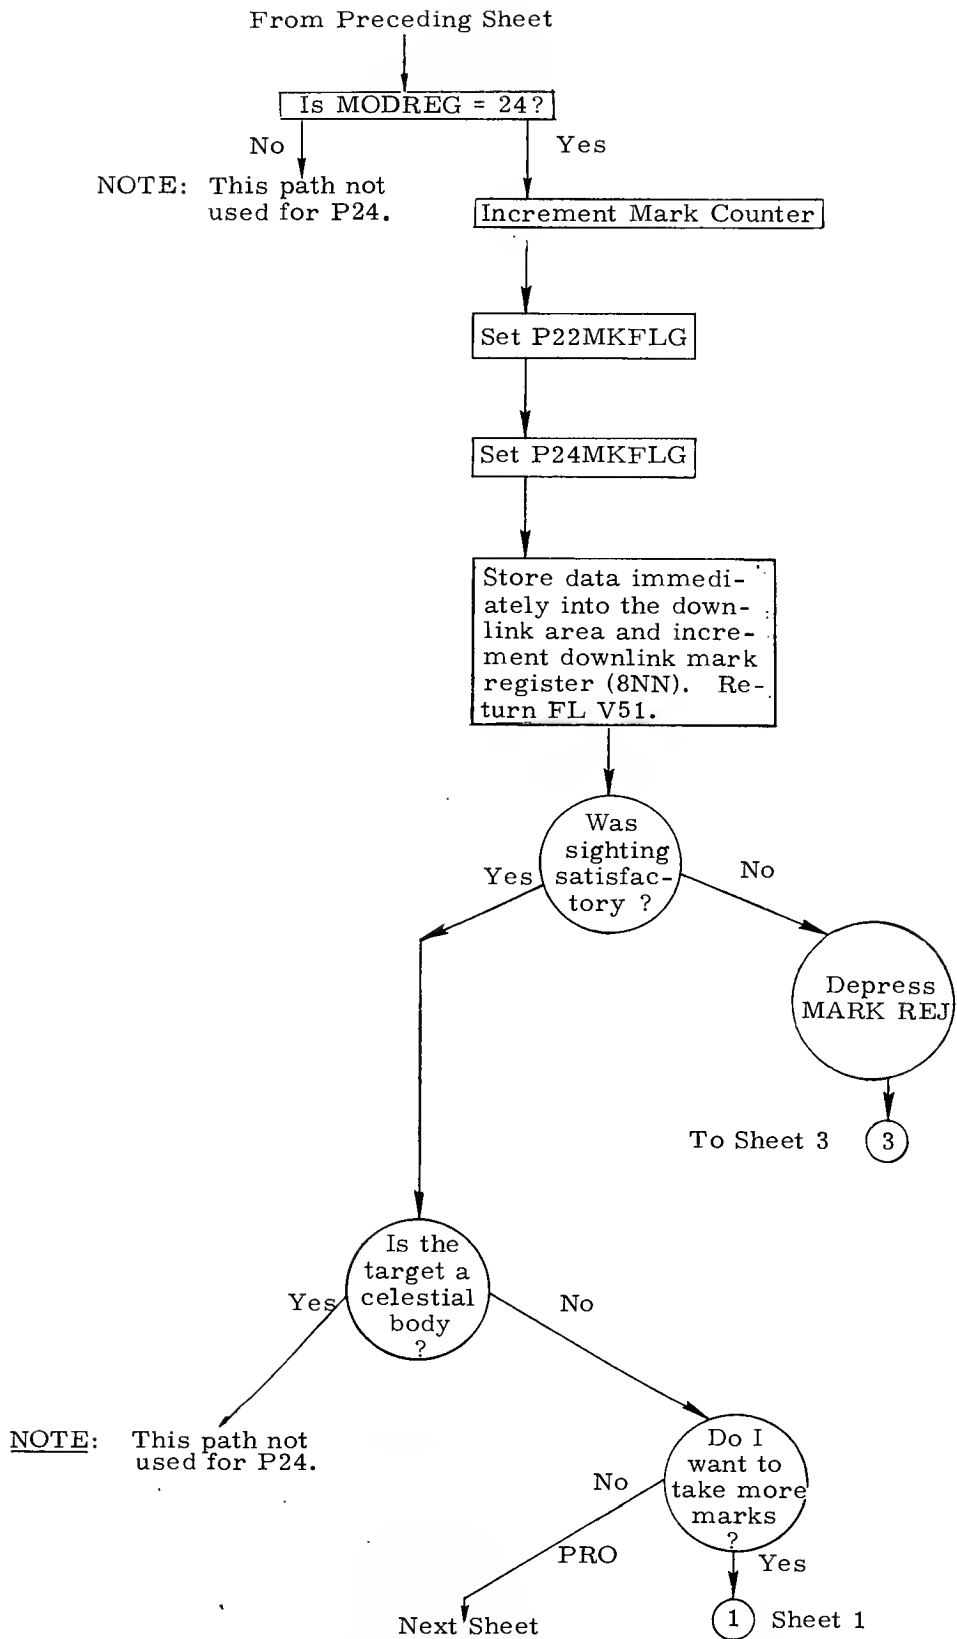 From Preceding Sheet
Is MODREG = 24?
No
Yes
NOTE: This path not
used for P24.
Increment Mark Counter
Set P22MKFLG
Set P24MKFLG
Store data immedi-
ately into the down-
link area and incre-
ment downlink mark
register (8NN). Re-
turn FL V51.
Was
sighting
satisfac-
tory ?
Yes
No
Depress
MARK REJ
To Sheet 3
3
Is the
target a
celestial
body
?
Yes
No
NOTE: This path not
used for P24.
Do I
want to
take more
marks
?
No
PRO
Yes
Next Sheet
1 Sheet 1